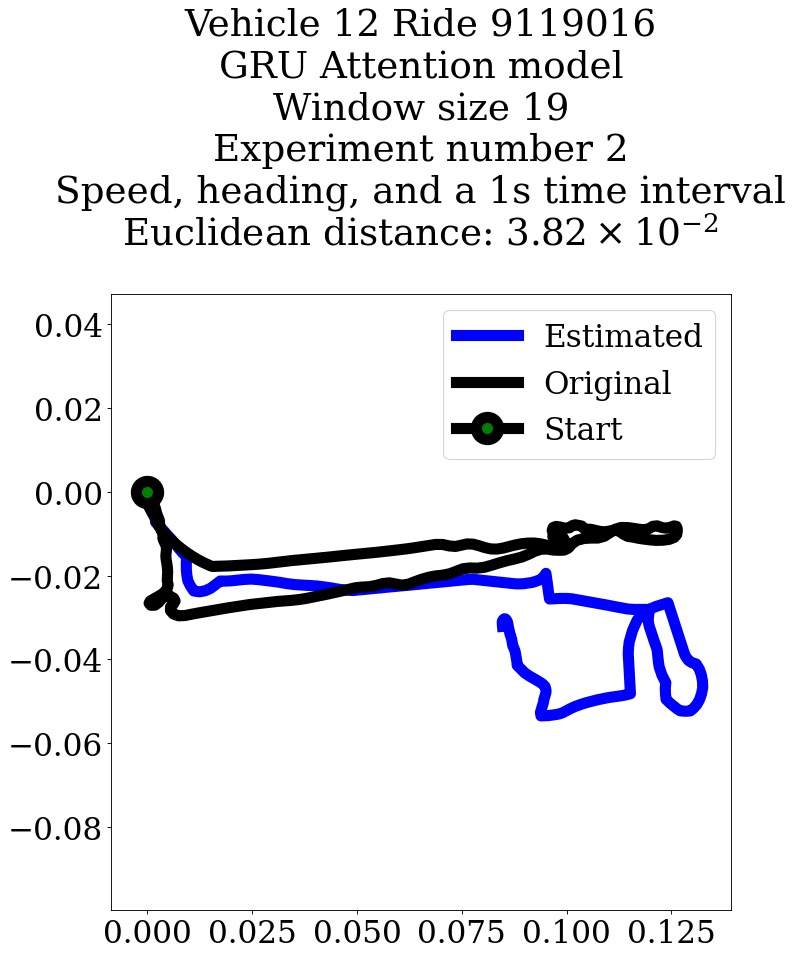 Vehicle 12 Ride 9119016
GRU Attention model
Window size 19
Experiment number 2
Speed, heading, and a 1s time interval
Euclidean distance: 3.82 × 10⁻²
Estimated
Original
Start
0.04
0.02
0.00
−0.02
−0.04
−0.06
−0.08
0.000 0.025 0.050 0.075 0.100 0.125